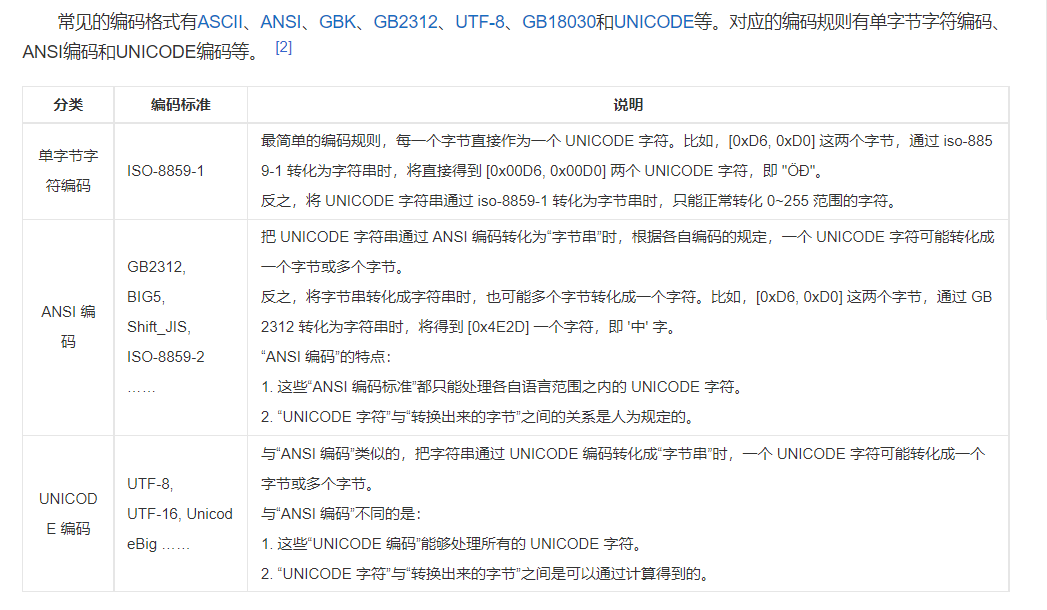 常见的编码格式有ASCII、ANSI、GBK、GB2312、UTF-8、GB18030和UNICODE等。对应的编码规则有单字节字符编码、
ANSI编码和UNICODE编码等。 [2]
分类 编码标准 说明
单字节字
符编码
ISO-8859-1
最简单的编码规则，每一个字节直接作为一个 UNICODE 字符。比如，[0xD6, 0xD0] 这两个字节，通过 iso-885
9-1 转化为字符串时，将直接得到 [0x00D6, 0x00D0] 两个 UNICODE 字符，即 "ÖÐ"。
反之，将 UNICODE 字符串通过 iso-8859-1 转化为字节串时，只能正常转化 0~255 范围的字符。
ANSI 编
码
GB2312,
BIG5,
Shift_JIS,
ISO-8859-2
……
把 UNICODE 字符串通过 ANSI 编码转化为“字节串”时，根据各自编码的规定，一个 UNICODE 字符可能转化成
一个字节或多个字节。
反之，将字节串转化成字符串时，也可能多个字节转化成一个字符。比如，[0xD6, 0xD0] 这两个字节，通过 GB
2312 转化为字符串时，将得到 [0x4E2D] 一个字符，即 '中' 字。
“ANSI 编码”的特点：
1. 这些“ANSI 编码标准”都只能处理各自语言范围之内的 UNICODE 字符。
2. “UNICODE 字符”与“转换出来的字节”之间的关系是人为规定的。
UNICOD
E 编码
UTF-8,
UTF-16, Unicod
eBig ……
与“ANSI 编码”类似的，把字符串通过 UNICODE 编码转化成“字节串”时，一个 UNICODE 字符可能转化成一个
字节或多个字节。
与“ANSI 编码”不同的是：
1. 这些“UNICODE 编码”能够处理所有的 UNICODE 字符。
2. “UNICODE 字符”与“转换出来的字节”之间是可以通过计算得到的。